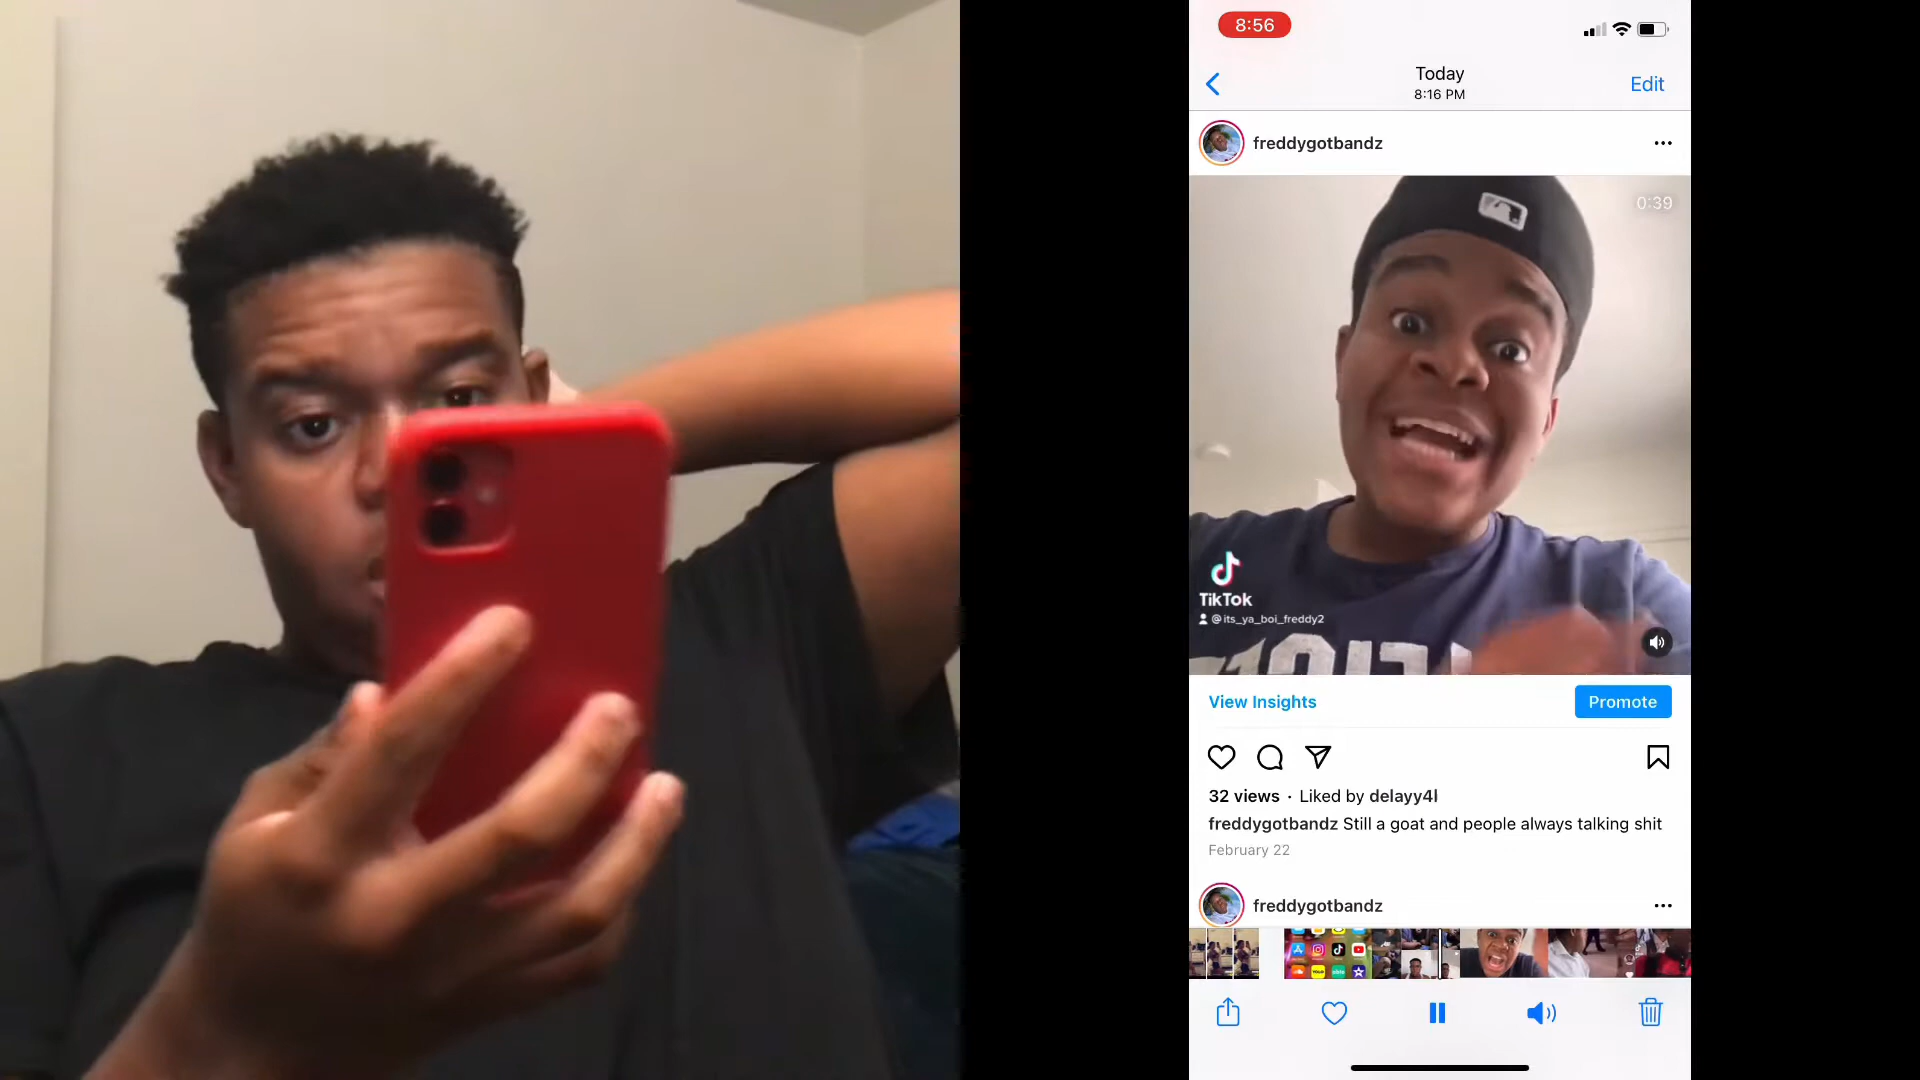 8:56
Today
8:16 PM
Edit
freddygotbandz
0:39
TikTok
@its_ya_boi_freddy2
View Insights
Promote
32 views · Liked by delayy4l
freddygotbandz Still a goat and people always talking shit
February 22
freddygotbandz